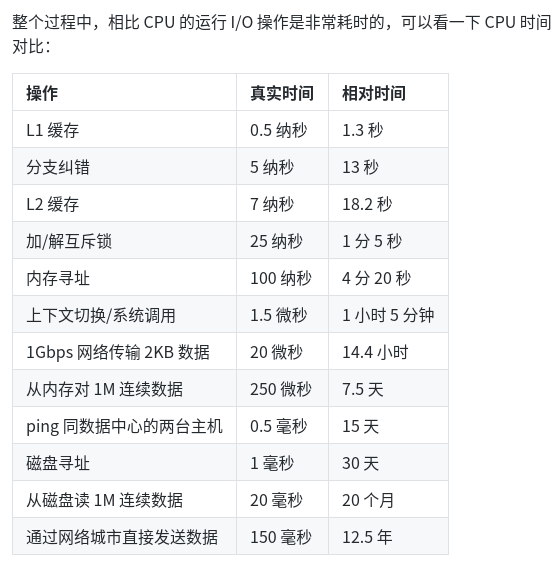 整个过程中，相比 CPU 的运行 I/O 操作是非常耗时的，可以看一下 CPU 时间
对比：
操作 真实时间 相对时间
L1 缓存 0.5 纳秒 1.3 秒
分支纠错 5 纳秒 13 秒
L2 缓存 7 纳秒 18.2 秒
加/解互斥锁 25 纳秒 1 分 5 秒
内存寻址 100 纳秒 4 分 20 秒
上下文切换/系统调用 1.5 微秒 1 小时 5 分钟
1Gbps 网络传输 2KB 数据 20 微秒 14.4 小时
从内存对 1M 连续数据 250 微秒 7.5 天
ping 同数据中心的两台主机 0.5 毫秒 15 天
磁盘寻址 1 毫秒 30 天
从磁盘读 1M 连续数据 20 毫秒 20 个月
通过网络城市直接发送数据 150 毫秒 12.5 年